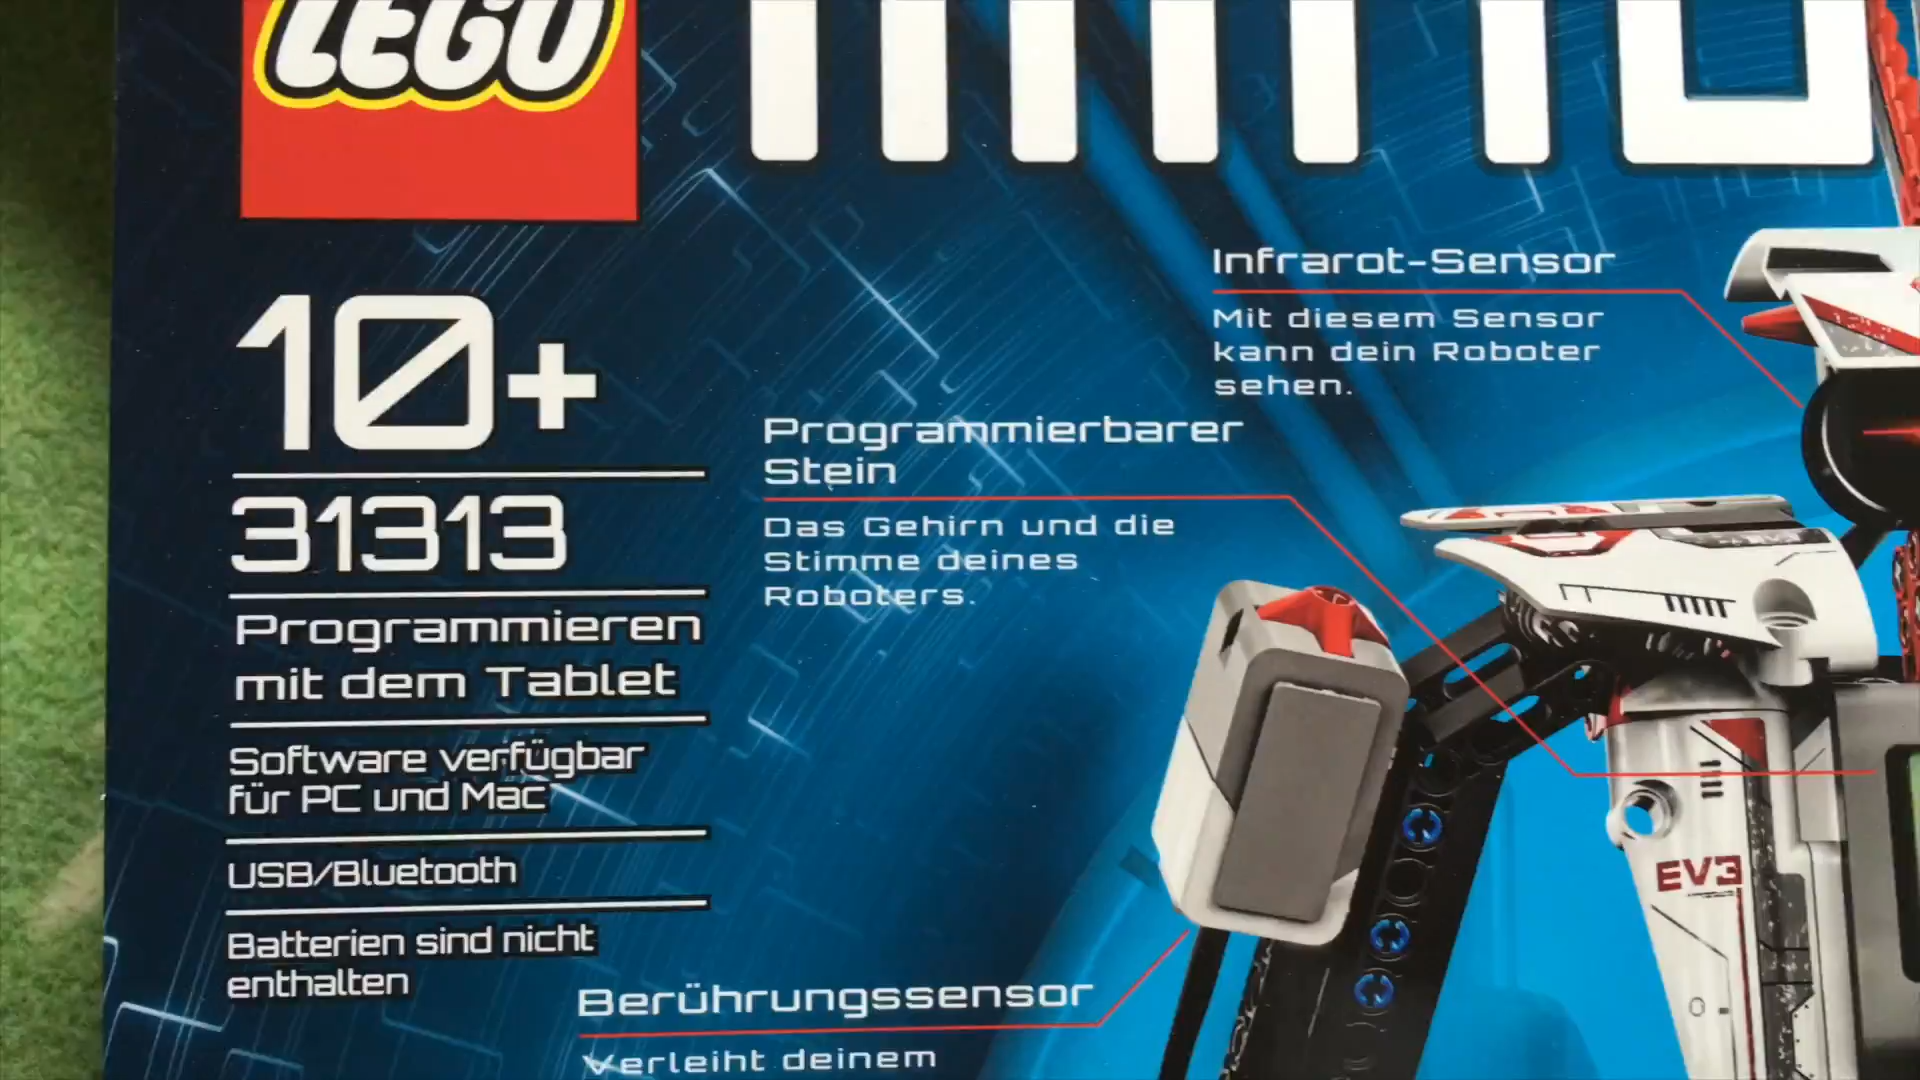 LEGO
10+
31313
Programmieren
mit dem Tablet
Software verfügbar
für PC und Mac
USB/Bluetooth
Batterien sind nicht
enthalten
Infrarot-Sensor
Mit diesem Sensor
kann dein Roboter
sehen.
Programmierbarer
Stein
Das Gehirn und die
Stimme deines
Roboters.
Berührungssensor
Verleiht deinem
EV3